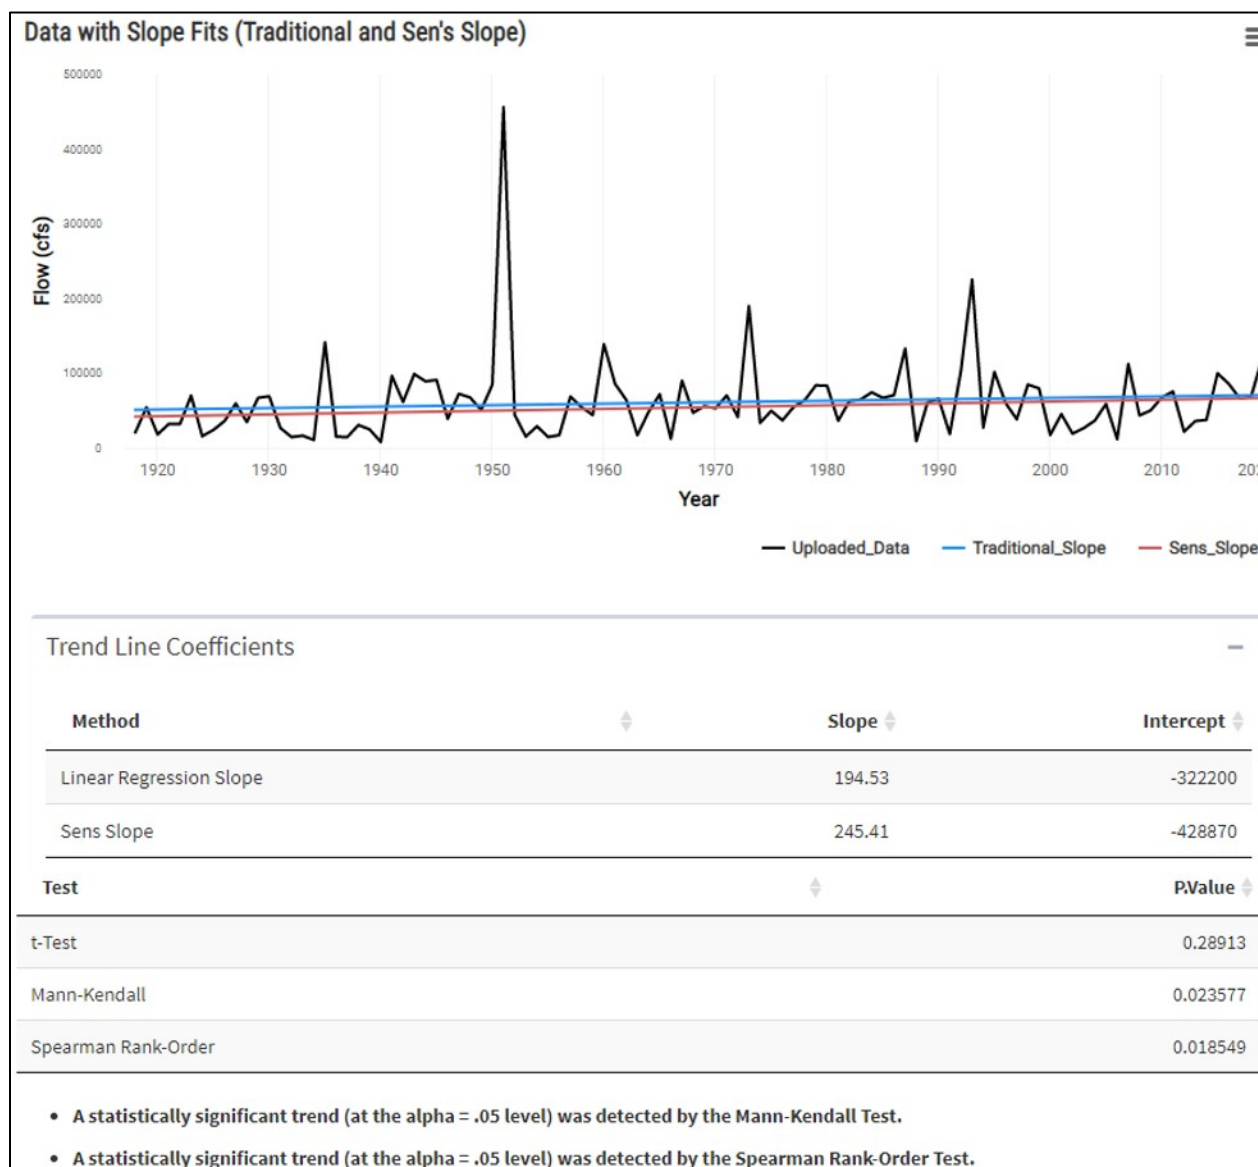 Data with Slope Fits (Traditional and Sen's Slope)
500000
400000
300000
200000
100000
0
Flow (cfs)
1920 1930 1940 1950 1960 1970 1980 1990 2000 2010 202
Year
Uploaded_Data Traditional_Slope Sens_Slope
Trend Line Coefficients
Method Slope Intercept
Linear Regression Slope 194.53 -322200
Sens Slope 245.41 -428870
Test P.Value
t-Test 0.28913
Mann-Kendall 0.023577
Spearman Rank-Order 0.018549
• A statistically significant trend (at the alpha = .05 level) was detected by the Mann-Kendall Test.
• A statistically significant trend (at the alpha = .05 level) was detected by the Spearman Rank-Order Test.